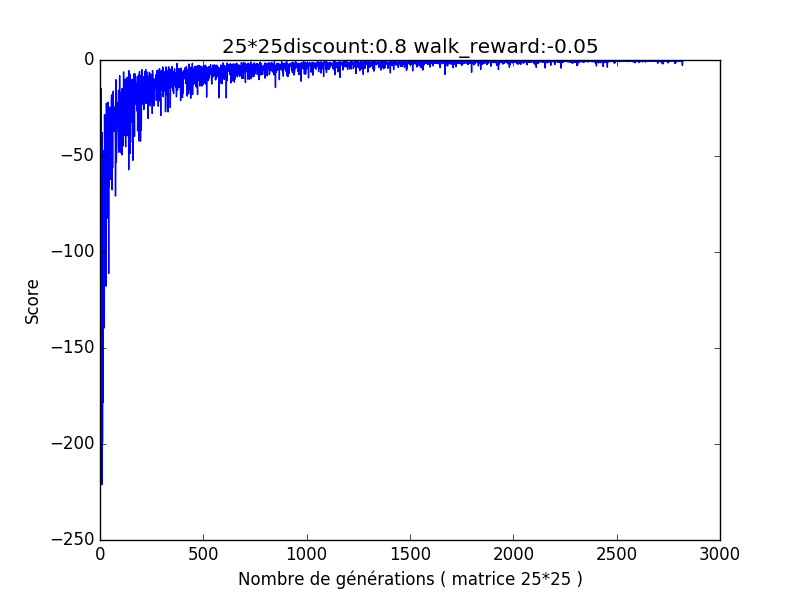 25*25discount:0.8 walk_reward:-0.05
0
−50
−100
−150
−200
−250
Score
0 500 1000 1500 2000 2500 3000
Nombre de générations ( matrice 25*25 )